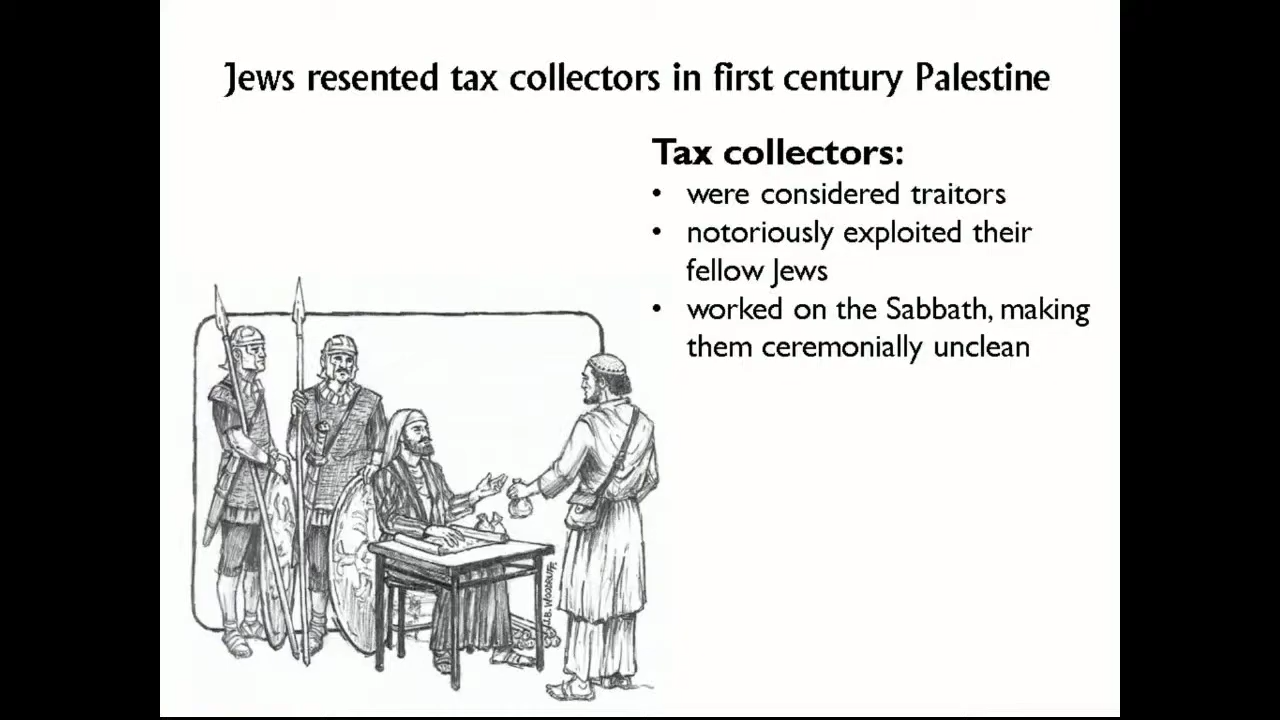 Jews resented tax collectors in first century Palestine
Tax collectors:
• were considered traitors
• notoriously exploited their
fellow Jews
• worked on the Sabbath, making
them ceremonially unclean
B. WOODRUFF